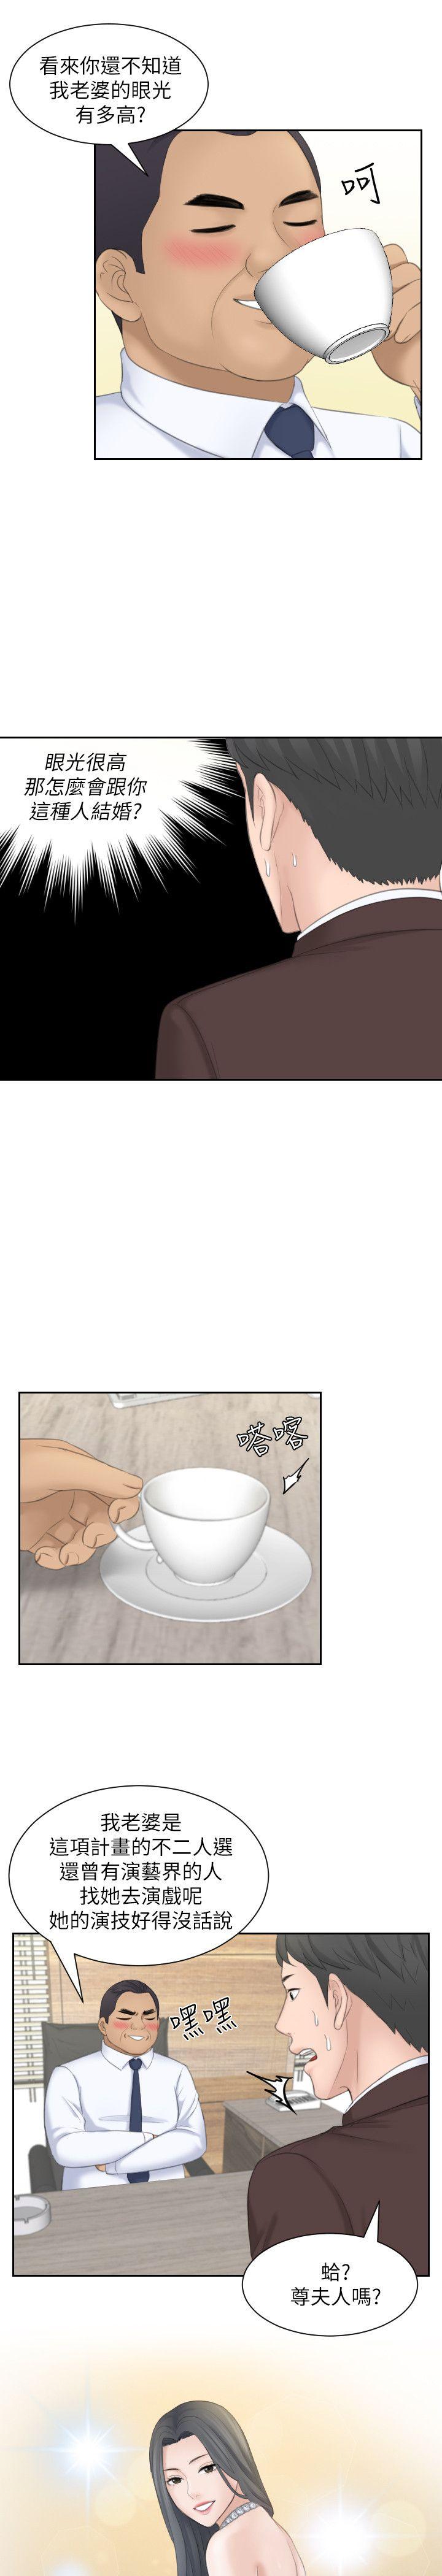 看來你還不知道
我老婆的眼光
有多高?
呵
眼光很高
那怎麼會跟你
這種人結婚?
嗒喀
我老婆是
這項計畫的不二人選
還曾有演藝界的人
找她去演戲呢
她的演技好得沒話說
嘿嘿
蛤?
尊夫人嗎?